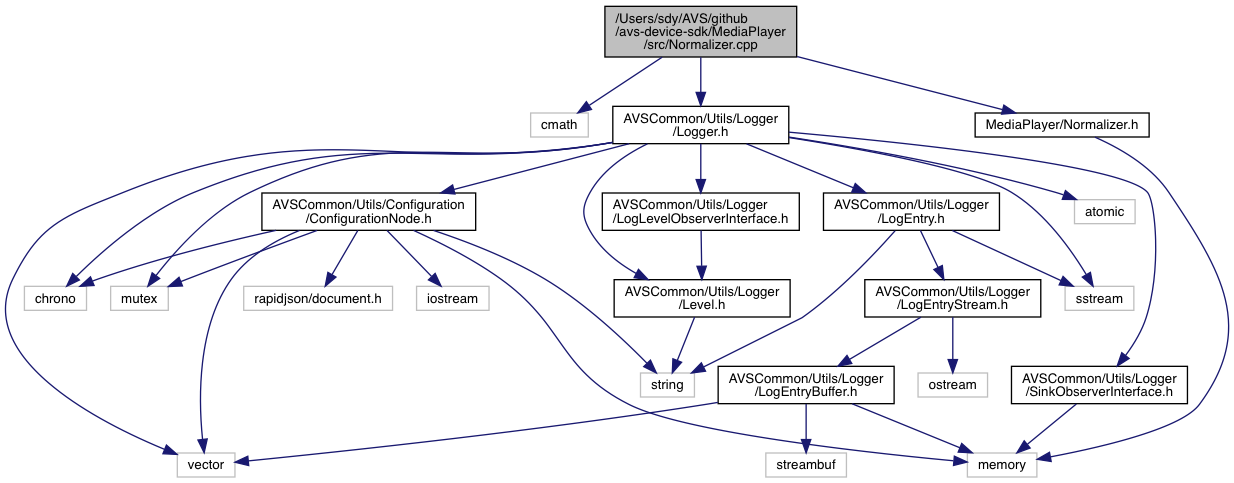 /Users/sdy/AVS/github
/avs-device-sdk/MediaPlayer
/src/Normalizer.cpp
cmath
AVSCommon/Utils/Logger
/Logger.h
MediaPlayer/Normalizer.h
AVSCommon/Utils/Configuration
/ConfigurationNode.h
AVSCommon/Utils/Logger
/LogLevelObserverInterface.h
AVSCommon/Utils/Logger
/LogEntry.h
atomic
chrono
mutex
rapidjson/document.h
iostream
AVSCommon/Utils/Logger
/Level.h
AVSCommon/Utils/Logger
/LogEntryStream.h
sstream
string
AVSCommon/Utils/Logger
/LogEntryBuffer.h
ostream
AVSCommon/Utils/Logger
/SinkObserverInterface.h
vector
streambuf
memory